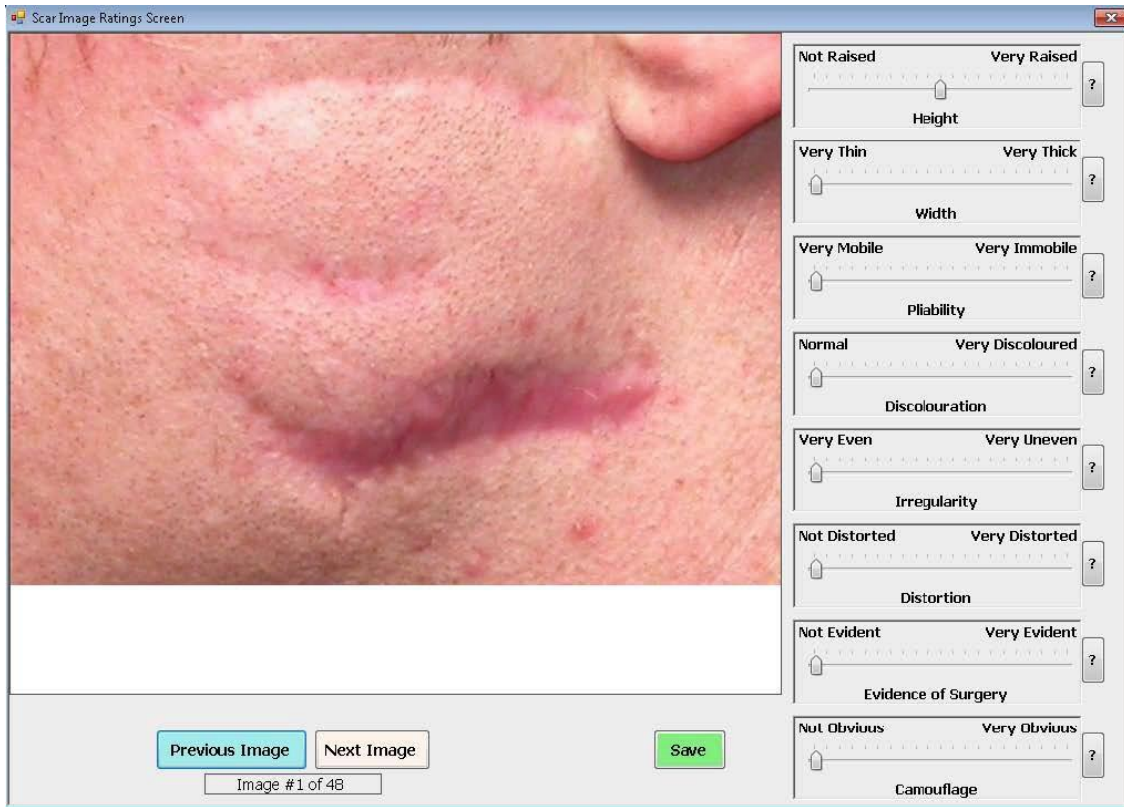 Scar Image Ratings Screen
Not Raised Very Raised
?
Height
Very Thin Very Thick
?
Width
Very Mobile Very Immobile
?
Pliability
Normal Very Discoloured
?
Discolouration
Very Even Very Uneven
?
Irregularity
Not Distorted Very Distorted
?
Distortion
Not Evident Very Evident
?
Evidence of Surgery
Not Obvious Very Obvious
?
Camouflage
Previous Image Next Image Save
Image #1 of 48